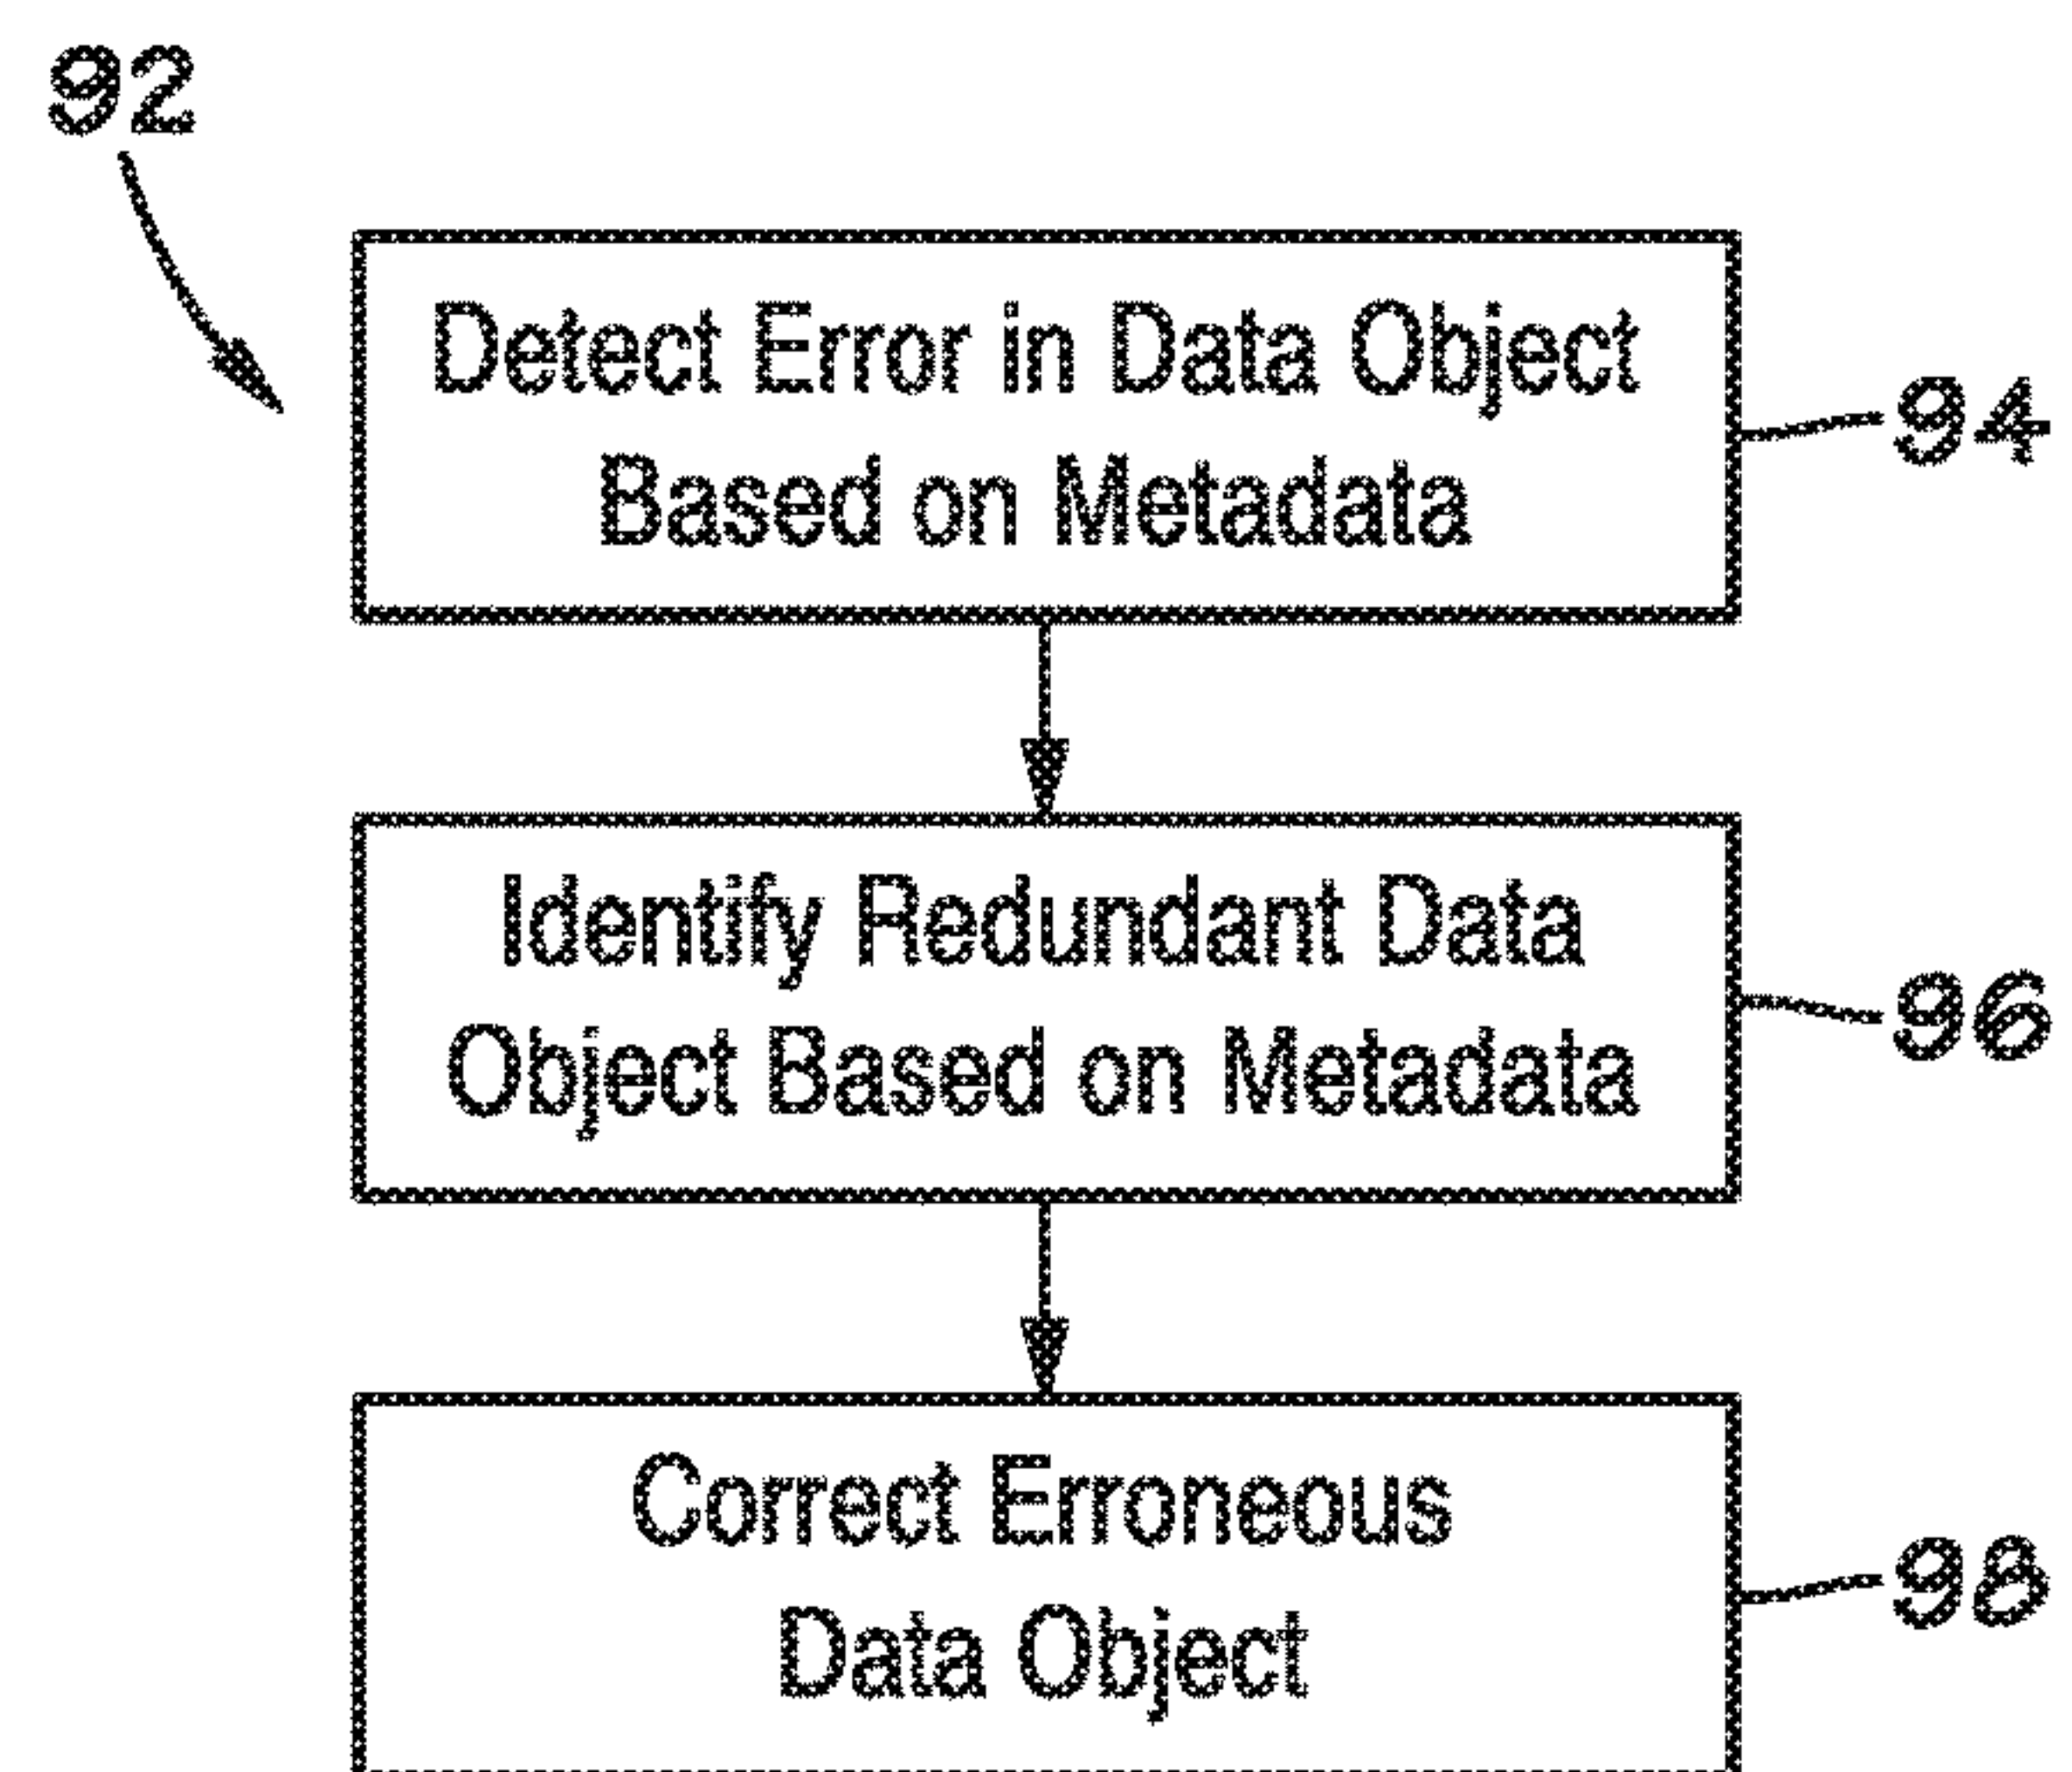 92
Detect Error in Data Object
Based on Metadata
94
Identify Redundant Data
Object Based on Metadata
96
Correct Erroneous
Data Object
98